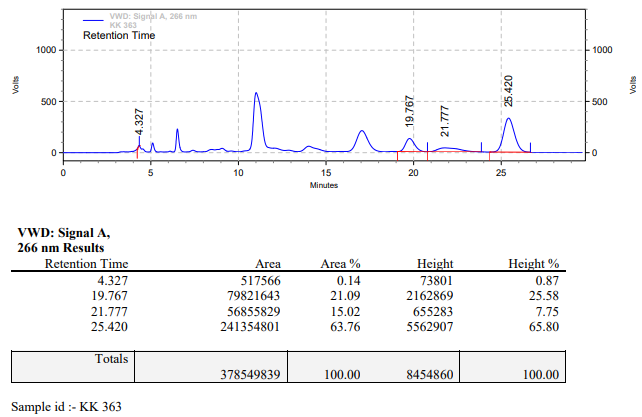 VWD: Signal A, 266 nm
KK 363
Retention Time
1000
1000
Volts
Volts
500
500
0
0
4.327
19.767
21.777
25.420
0
5
10
15
20
25
Minutes
VWD: Signal A,
266 nm Results
Retention Time Area Area % Height Height %
4.327 517566 0.14 73801 0.87
19.767 79821643 21.09 2162869 25.58
21.777 56855829 15.02 655283 7.75
25.420 241354801 63.76 5562907 65.80
Totals
378549839 100.00 8454860 100.00
Sample id :- KK 363